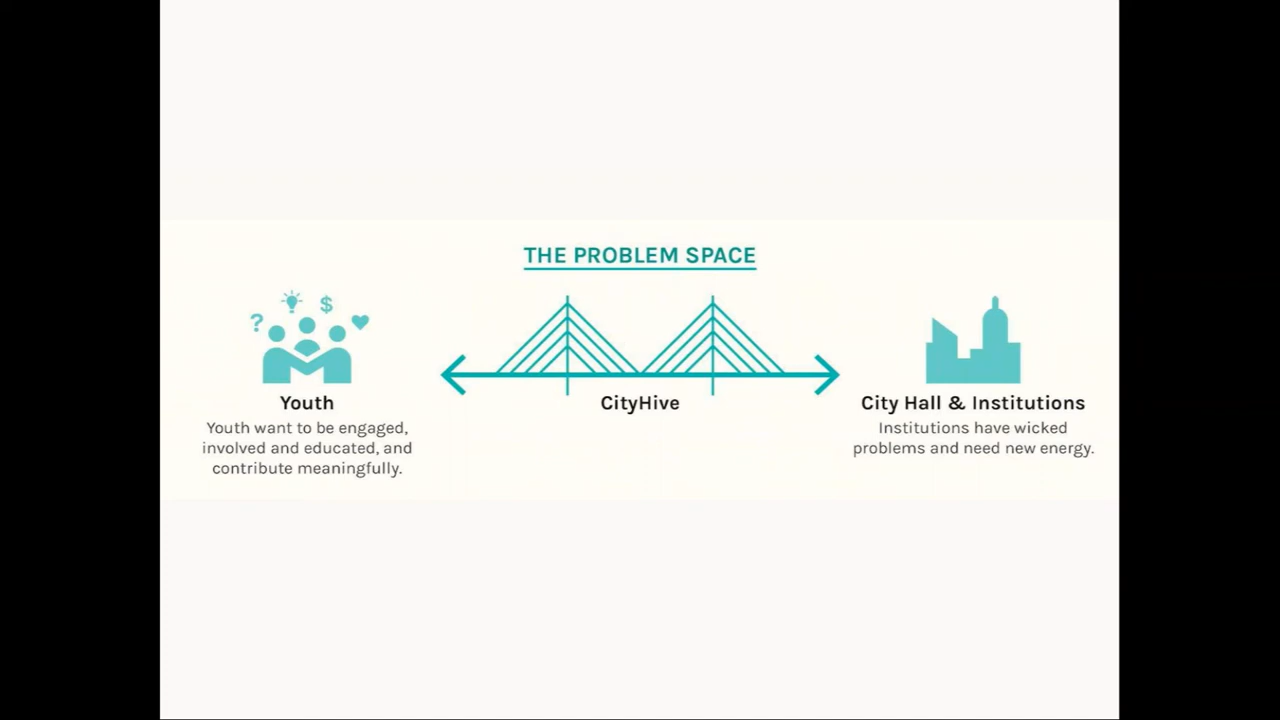 THE PROBLEM SPACE
? $
Youth
Youth want to be engaged,
involved and educated, and
contribute meaningfully.
CityHive
City Hall & Institutions
Institutions have wicked
problems and need new energy.